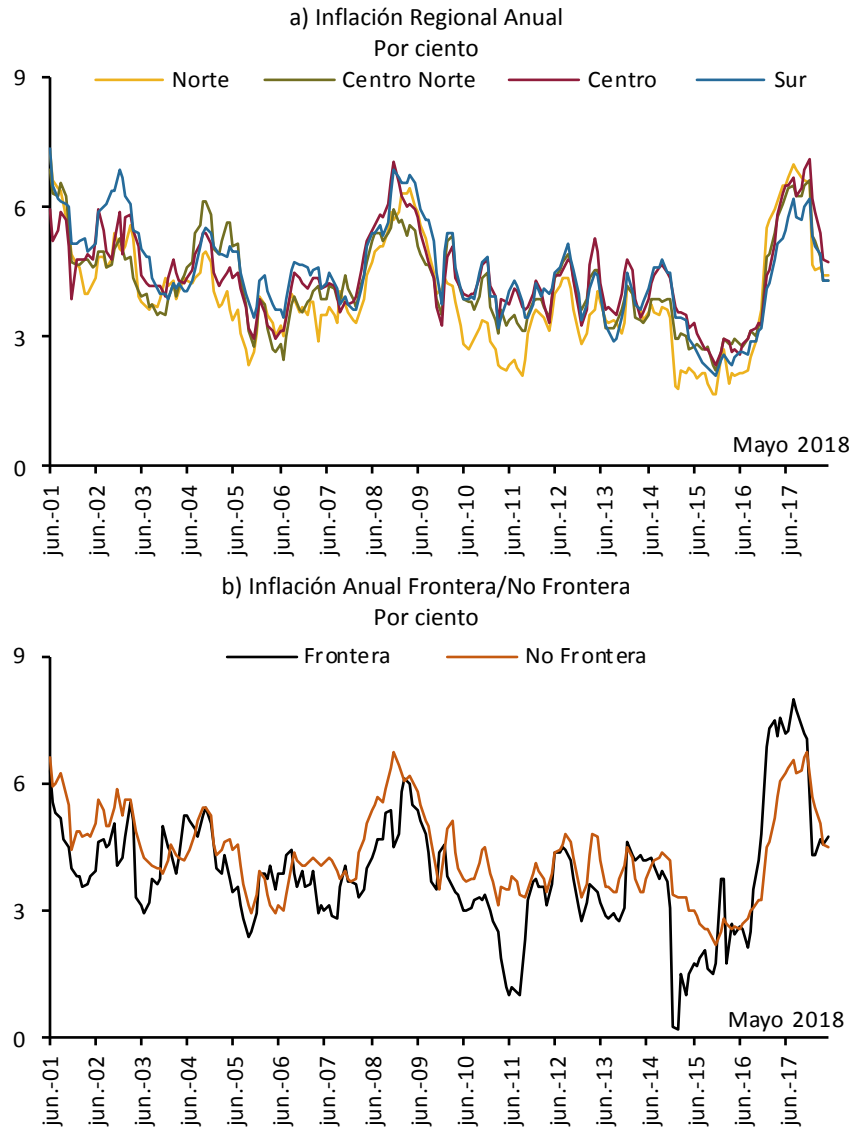 a) Inflación Regional Anual
Por ciento
Norte Centro Norte Centro Sur
9
6
3
0
Mayo 2018
jun.-01 jun.-02 jun.-03 jun.-04 jun.-05 jun.-06 jun.-07 jun.-08 jun.-09 jun.-10 jun.-11 jun.-12 jun.-13 jun.-14 jun.-15 jun.-16 jun.-17
b) Inflación Anual Frontera/No Frontera
Por ciento
Frontera No Frontera
9
6
3
0
Mayo 2018
jun.-01 jun.-02 jun.-03 jun.-04 jun.-05 jun.-06 jun.-07 jun.-08 jun.-09 jun.-10 jun.-11 jun.-12 jun.-13 jun.-14 jun.-15 jun.-16 jun.-17